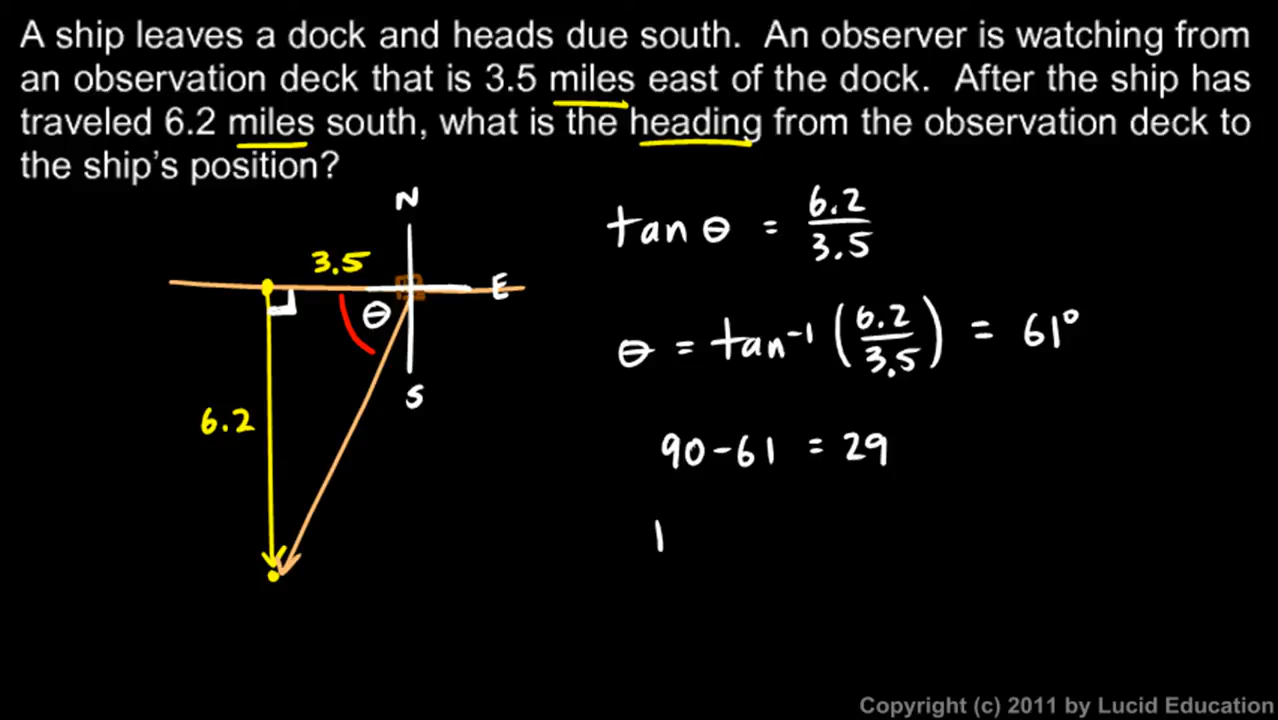 A ship leaves a dock and heads due south. An observer is watching from
an observation deck that is 3.5 miles east of the dock. After the ship has
traveled 6.2 miles south, what is the heading from the observation deck to
the ship's position?
N
3.5
E
θ
S
6.2
tan θ = 6.2/3.5
θ = tan⁻¹ (6.2/3.5) = 61°
90-61 = 29
1
Copyright (c) 2011 by Lucid Education